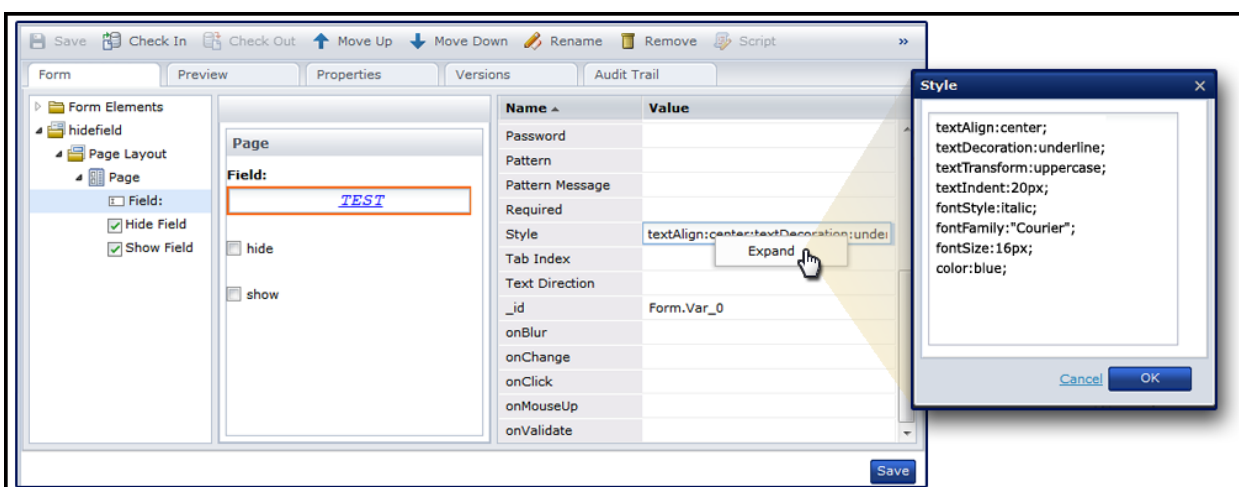 Save Check In Check Out Move Up Move Down Rename Remove Script »
Form Preview Properties Versions Audit Trail
Form Elements
hidefield
Page Layout
Page
Field:
Hide Field
Show Field
Page
Field:
TEST
hide
show
Name Value
Password
Pattern
Pattern Message
Required
Style textAlign:center;textDecoration:under
Expand
Tab Index
Text Direction
_id Form.Var_0
onBlur
onChange
onClick
onMouseUp
onValidate
Save
Style
textAlign:center;
textDecoration:underline;
textTransform:uppercase;
textIndent:20px;
fontStyle:italic;
fontFamily:"Courier";
fontSize:16px;
color:blue;
Cancel OK